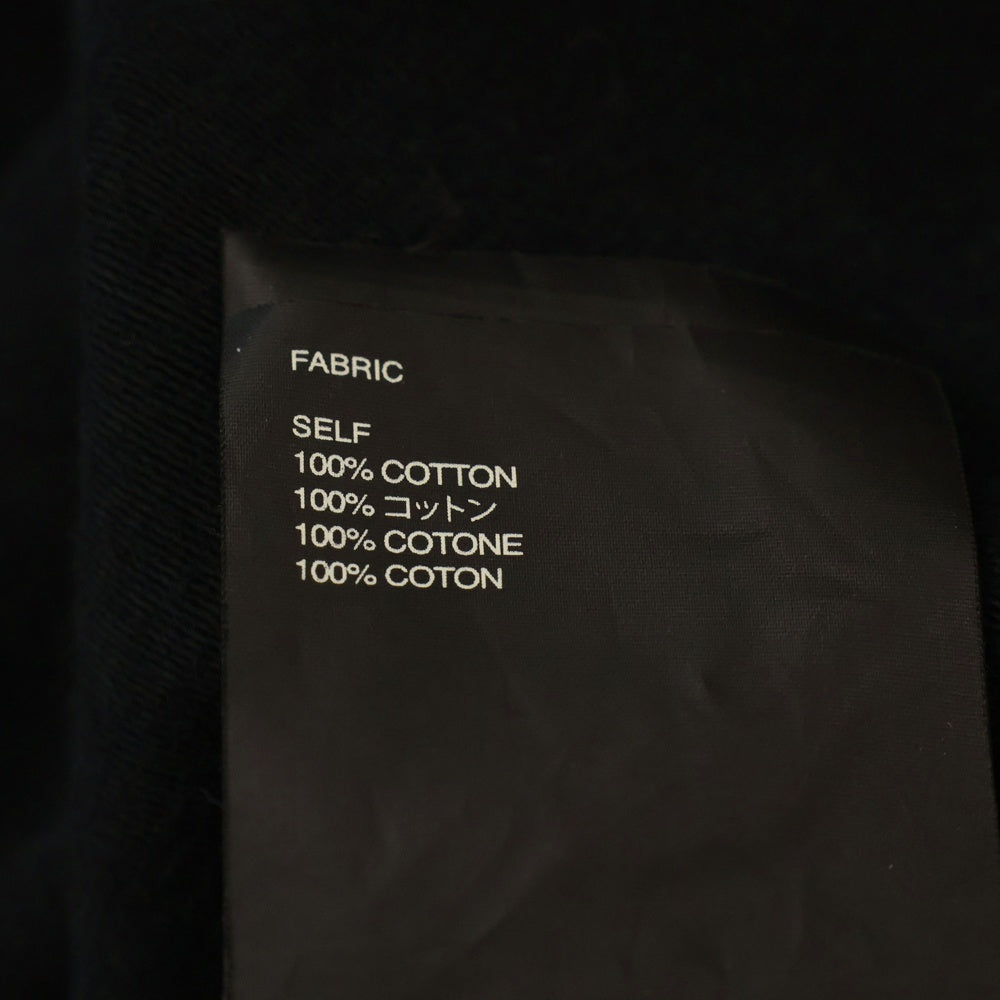 FABRIC
SELF
100% COTTON
100% コットン
100% COTONE
100% COTON